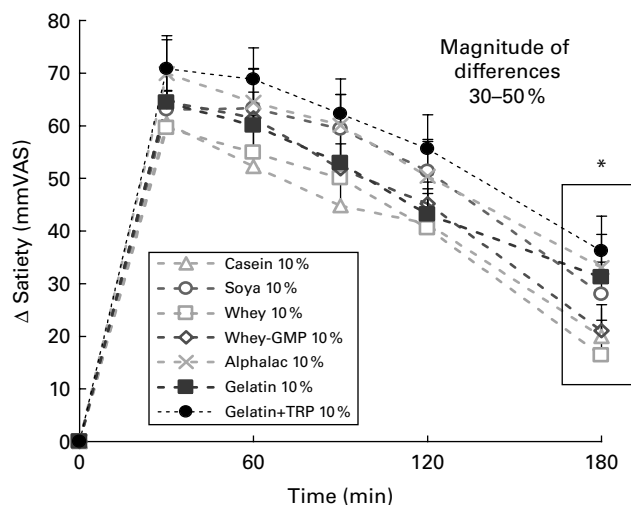 80
70
60
50
40
30
20
10
0
Δ Satiety (mmVAS)
Magnitude of
differences
30–50 %
*
Casein 10 %
Soya 10 %
Whey 10 %
Whey-GMP 10 %
Alphalac 10 %
Gelatin 10 %
Gelatin+TRP 10 %
0
60
90
120
180
Time (min)